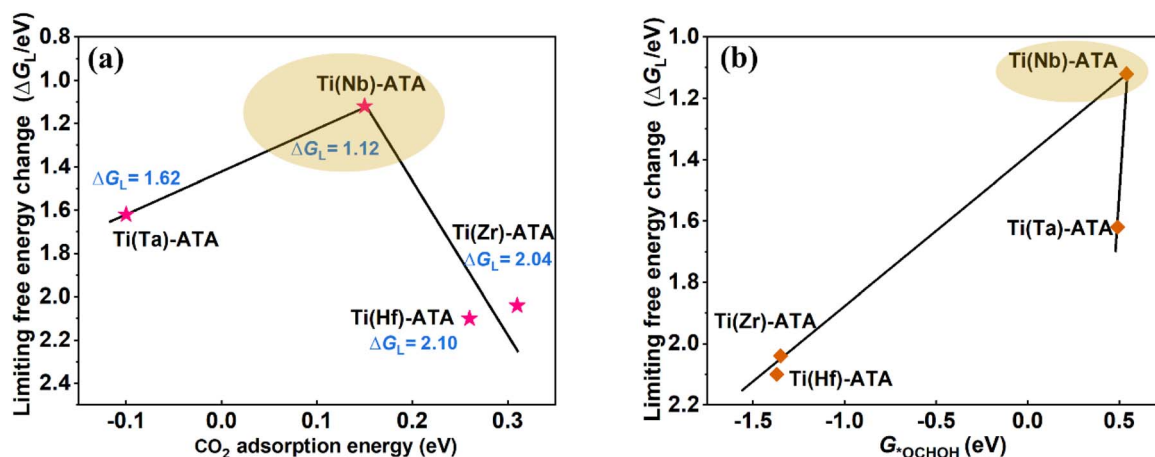 (a)
Limiting free energy change (ΔG_L/eV)
0.8
1.0
1.2
1.4
1.6
1.8
2.0
2.2
2.4
Ti(Nb)-ATA
ΔG_L= 1.12
ΔG_L= 1.62
Ti(Ta)-ATA
Ti(Zr)-ATA
ΔG_L= 2.04
Ti(Hf)-ATA
ΔG_L= 2.10
-0.1 0.0 0.1 0.2 0.3
CO₂ adsorption energy (eV)
(b)
Limiting free energy change (ΔG_L/eV)
1.0
1.2
1.4
1.6
1.8
2.0
2.2
Ti(Nb)-ATA
Ti(Ta)-ATA
Ti(Zr)-ATA
Ti(Hf)-ATA
-1.5 -1.0 -0.5 0.0 0.5
G*OCHOH (eV)